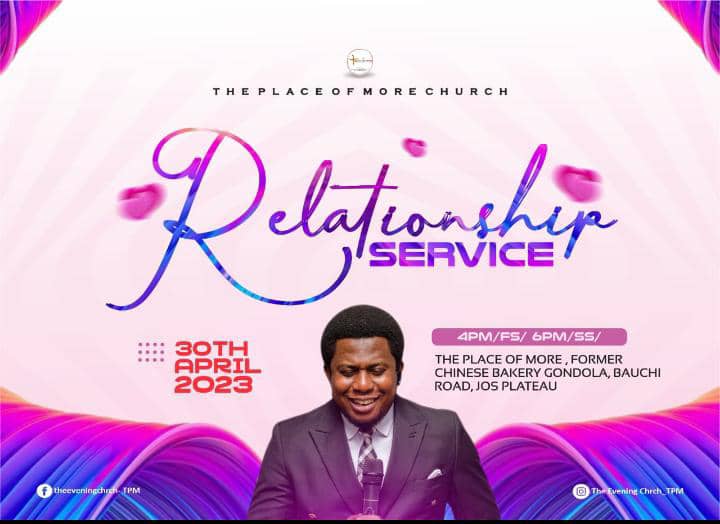 THE PLACE OF MORE CHURCH
Relationship
SERVICE
30TH
APRIL
2023
4PM/FS/ 6PM/SS/
THE PLACE OF MORE , FORMER
CHINESE BAKERY GONDOLA, BAUCHI
ROAD, JOS PLATEAU
theeveningchrch_TPM
The Evening Chrch_TPM